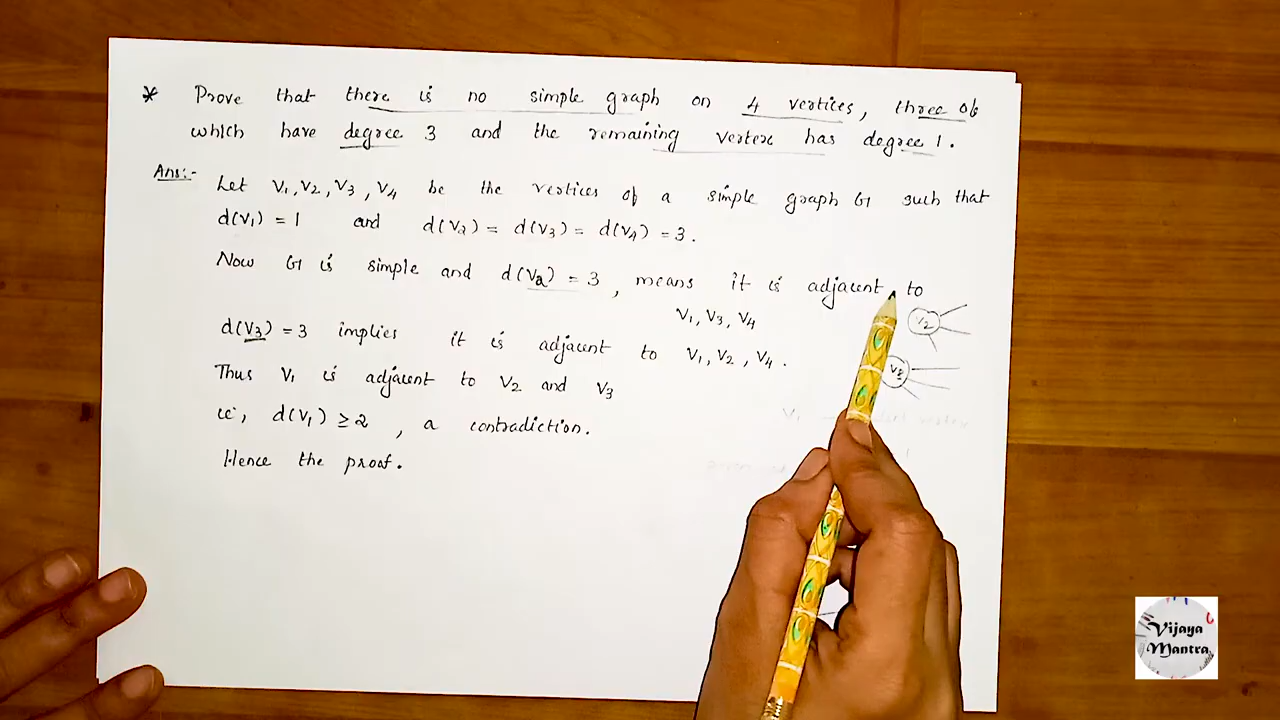 * Prove that there is no simple graph on 4 vertices, three of
which have degree 3 and the remaining vertex has degree 1.
Ans:-
Let V₁, V₂, V₃, V₄ be the vertices of a simple graph G such that
d(V₁) = 1 and d(V₂) = d(V₃) = d(V₄) = 3.
Now G is simple and d(V₂) = 3, means it is adjacent to
V₁, V₃, V₄
V₂
d(V₃) = 3 implies it is adjacent to V₁, V₂, V₄.
V₃
Thus V₁ is adjacent to V₂ and V₃
ie, d(V₁) ≥ 2, a contradiction.
Hence the proof.
Vijaya
Mantra